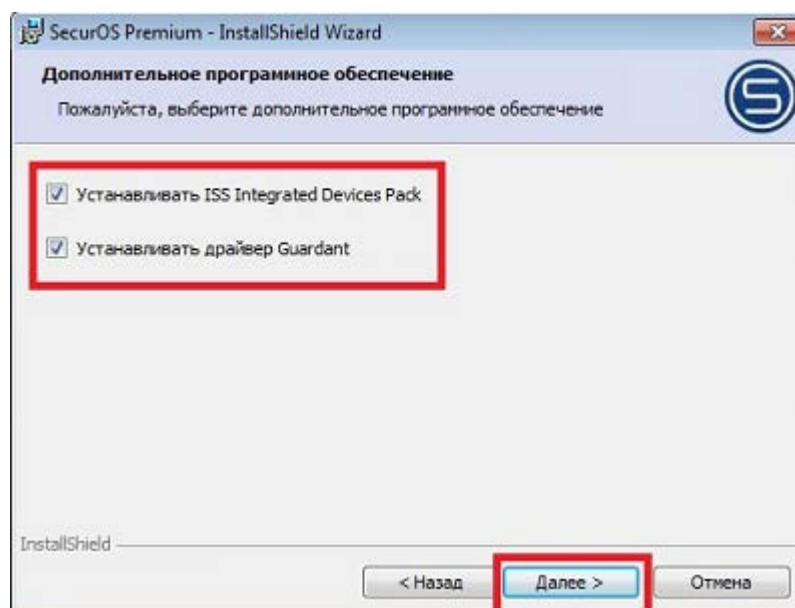 SecurOS Premium - InstallShield Wizard
Дополнительное программное обеспечение
Пожалуйста, выберите дополнительное программное обеспечение
Устанавливать ISS Integrated Devices Pack
Устанавливать драйвер Guardant
InstallShield
< Назад Далее > Отмена